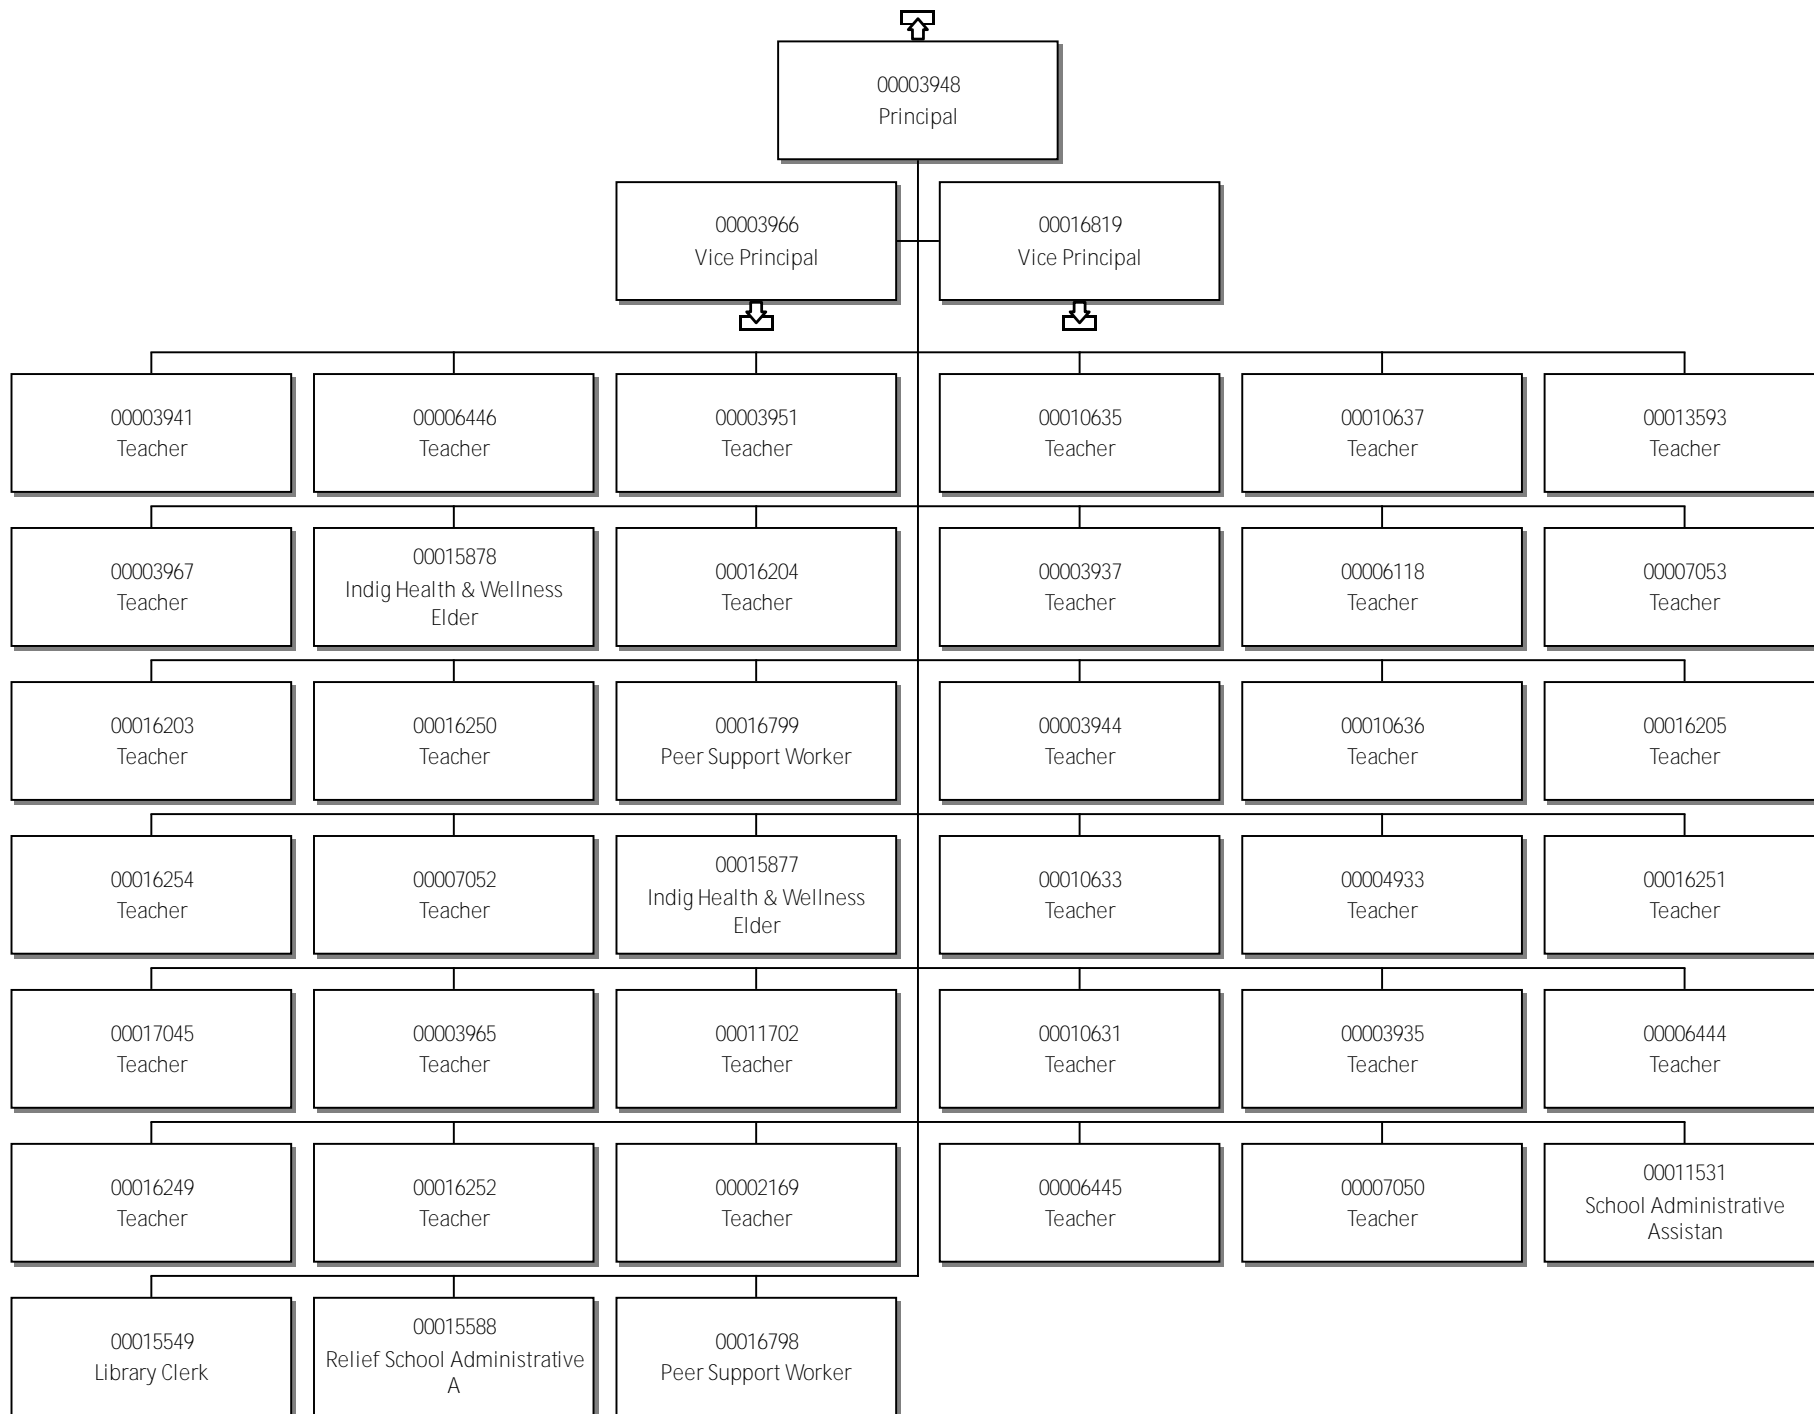 00003948
Principal
00003966
Vice Principal
00016819
Vice Principal
00003941
Teacher
00006446
Teacher
00003951
Teacher
00010635
Teacher
00010637
Teacher
00013593
Teacher
00003967
Teacher
00015878
Indig Health & Wellness
Elder
00016204
Teacher
00003937
Teacher
00006118
Teacher
00007053
Teacher
00016203
Teacher
00016250
Teacher
00016799
Peer Support Worker
00003944
Teacher
00010636
Teacher
00016205
Teacher
00016254
Teacher
00007052
Teacher
00015877
Indig Health & Wellness
Elder
00010633
Teacher
00004933
Teacher
00016251
Teacher
00017045
Teacher
00003965
Teacher
00011702
Teacher
00010631
Teacher
00003935
Teacher
00006444
Teacher
00016249
Teacher
00016252
Teacher
00002169
Teacher
00006445
Teacher
00007050
Teacher
00011531
School Administrative
Assistan
00015549
Library Clerk
00015588
Relief School Administrative
A
00016798
Peer Support Worker